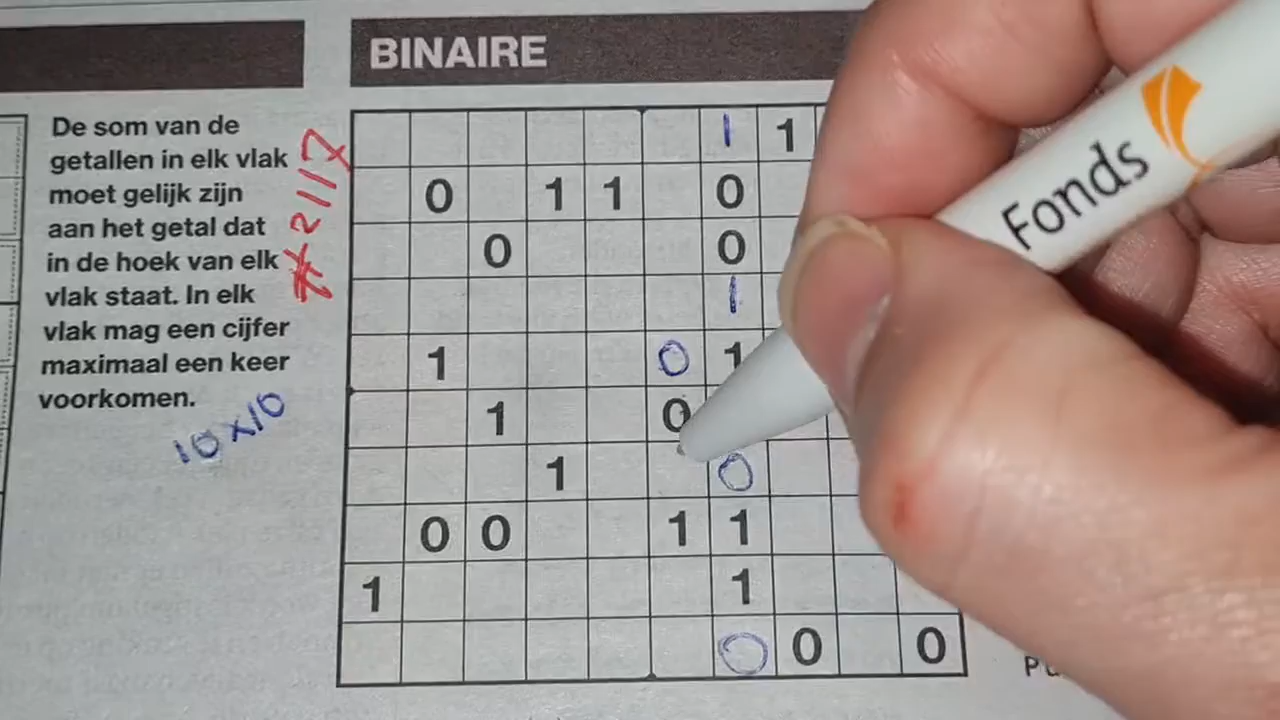 BINAIRE
De som van de
getallen in elk vlak
moet gelijk zijn
aan het getal dat
in de hoek van elk
vlak staat. In elk
vlak mag een cijfer
maximaal een keer
voorkomen.
10x10
1 1
0 1 1 0
0 0
1
1 0 1
1 0
1 0
0 0 1 1
1 1
0 0 0
Fonds